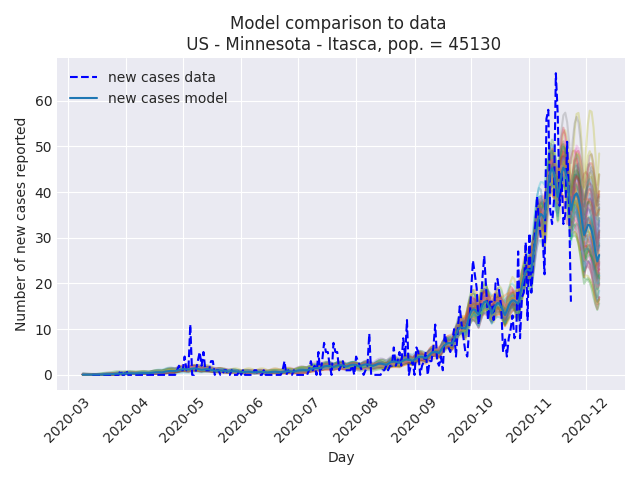 Model comparison to data
US - Minnesota - Itasca, pop. = 45130
new cases data
new cases model
Number of new cases reported
60
50
40
30
20
10
0
2020-03
2020-04
2020-05
2020-06
2020-07
2020-08
2020-09
2020-10
2020-11
2020-12
Day